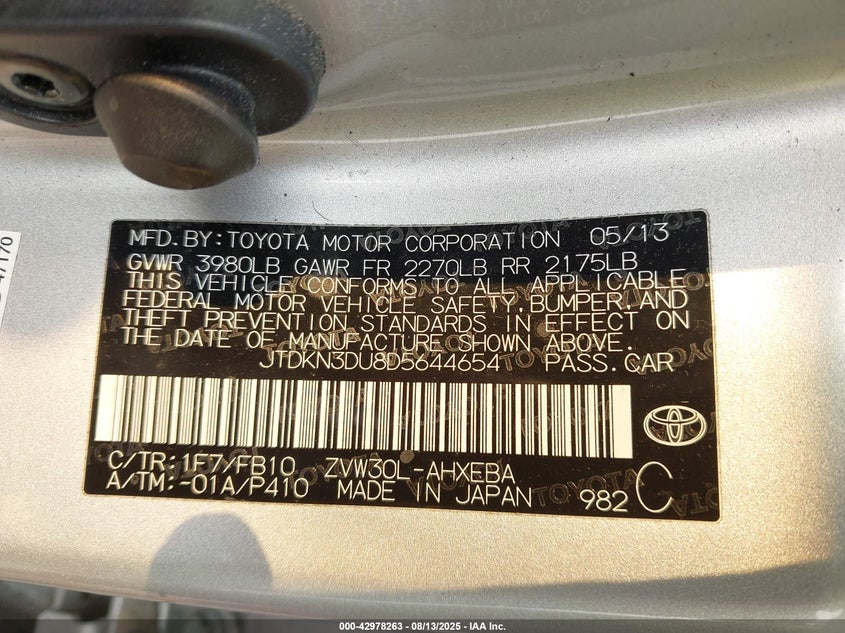 MFD.BY:TOYOTA MOTOR CORPORATION 05/13
GVWR 3980LB GAWR FR 2270LB RR 2175LB
THIS VEHICLE CONFORMS TO ALL APPLICABLE
FEDERAL MOTOR VEHICLE SAFETY,BUMPER,AND
THEFT PREVENTION STANDARDS IN EFFECT ON
THE DATE OF MANUFACTURE SHOWN ABOVE.
JTDKN3DU8D5644654 PASS.CAR
C/TR:1F7/FB10 ZVW30L-AHXEBA
A/TM:-01A/P410 MADE IN JAPAN 982 C
000-42978263 - 08/13/2025 - IAA Inc.